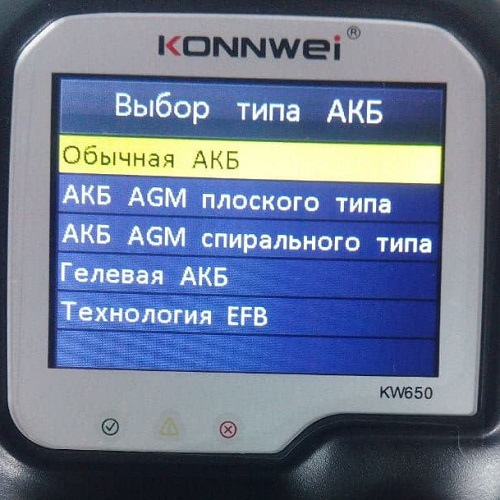 KONNWEI®
Выбор типа АКБ
Обычная АКБ
АКБ AGM плоского типа
АКБ AGM спирального типа
Гелевая АКБ
Технология EFB
KW650